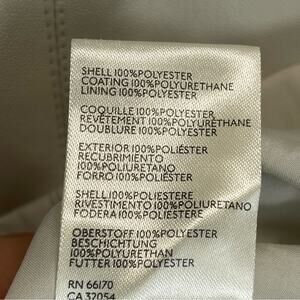 SHELL 100%POLYESTER
COATING 100%POLYURETHANE
LINING 100%POLYESTER
COQUILLE 100%POLYESTER
REVÊTEMENT 100%POLYURÉTHANE
DOUBLURE 100%POLYESTER
EXTERIOR 100%POLIÉSTER
RECUBRIMIENTO
100%POLIURETANO
FORRO 100%POLIÉSTER
SHELL 100%POLIESTERE
RIVESTIMENTO 100%POLIURETANO
FODERA 100%POLIESTERE
OBERSTOFF 100%POLYESTER
BESCHICHTUNG
100%POLYURETHAN
FUTTER 100%POLYESTER
RN 66170
CA 32054